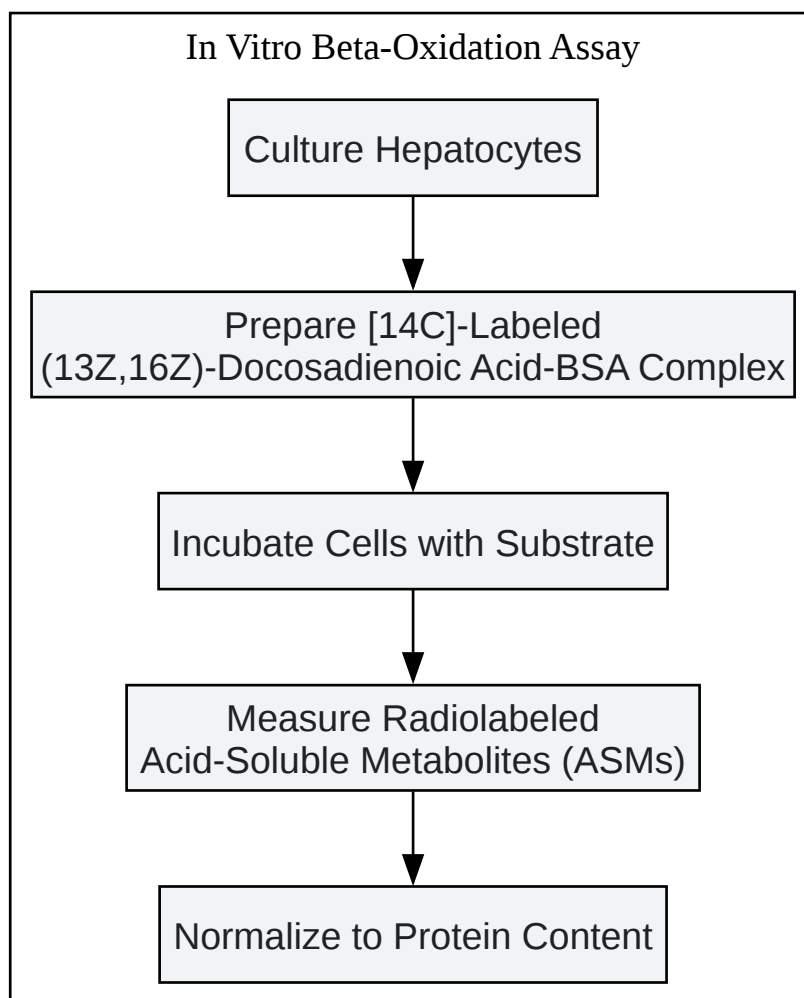 In Vitro Beta-Oxidation Assay
Culture Hepatocytes
Prepare [14C]-Labeled
(13Z,16Z)-Docosadienoic Acid-BSA Complex
Incubate Cells with Substrate
Measure Radiolabeled
Acid-Soluble Metabolites (ASMs)
Normalize to Protein Content